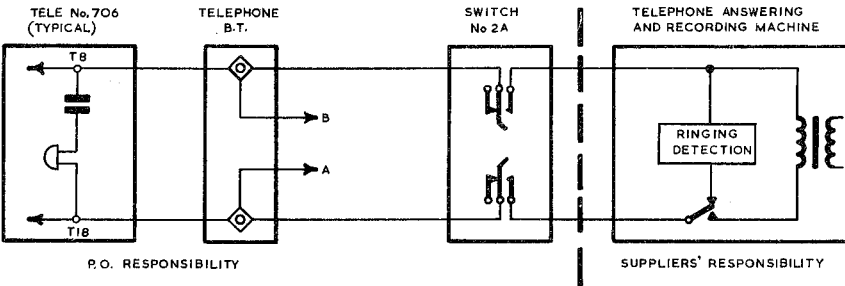 TELE No. 706
(TYPICAL)
TELEPHONE
B.T.
SWITCH
No 2A
TELEPHONE ANSWERING
AND RECORDING MACHINE
T8
B
A
RINGING
DETECTION
T18
P.O. RESPONSIBILITY
SUPPLIERS' RESPONSIBILITY